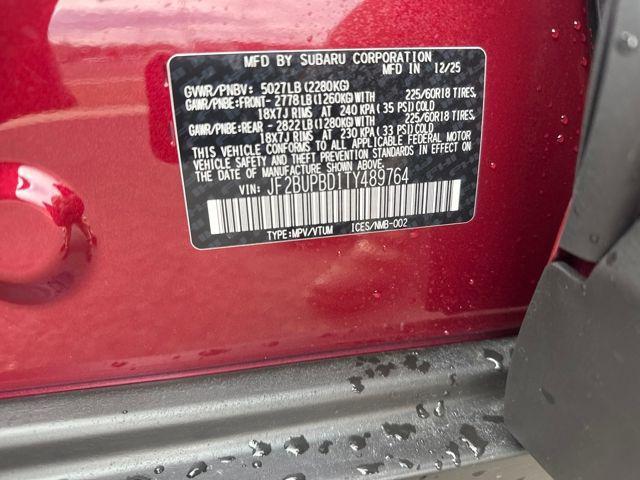 MFD BY SUBARU CORPORATION
MFD IN 12/25
GVWR/PNBV: 5027LB (2280KG)
GAWR/PNBE:FRONT- 2778LB(1260KG)WITH 225/60R18 TIRES,
18X7J RIMS AT 240 KPA( 35 PSI)COLD
GAWR/PNBE:REAR - 2822LB(1280KG)WITH 225/60R18 TIRES,
18X7J RIMS AT 230 KPA( 33 PSI)COLD
THIS VEHICLE CONFORMS TO ALL APPLICABLE FEDERAL MOTOR
VEHICLE SAFETY AND THEFT PREVENTION STANDARDS IN EFFECT ON
THE DATE OF MANUFACTURE SHOWN ABOVE.
VIN: JF2BUPBD1TY489764
TYPE:MPV/VTUM ICES/NMB-002